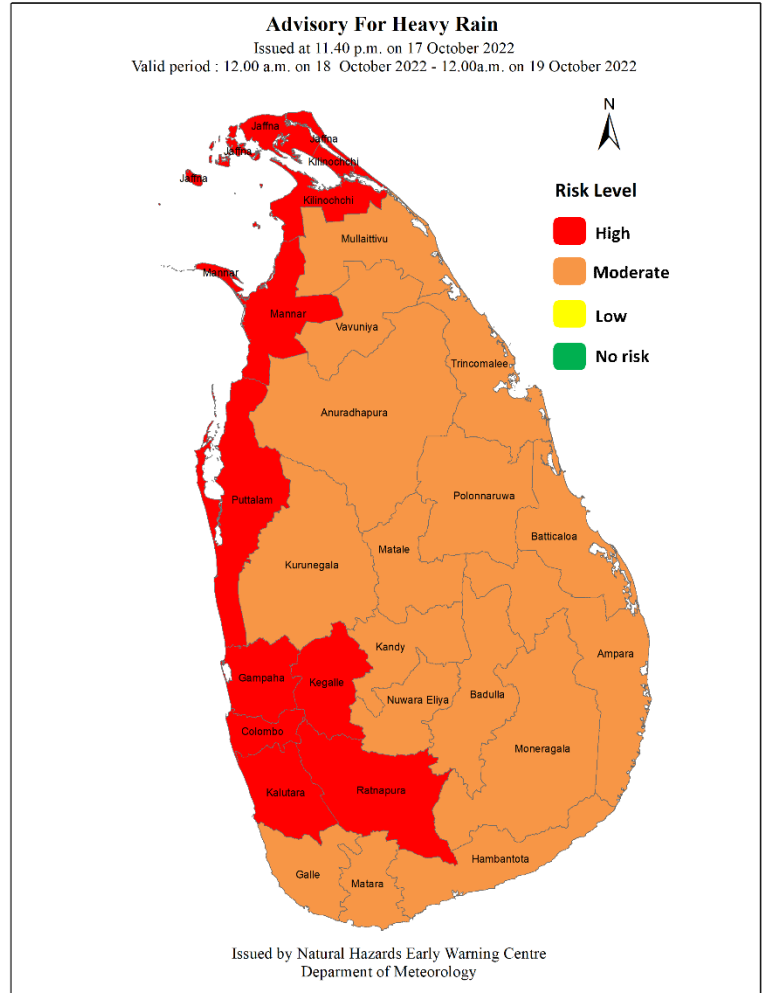 Advisory For Heavy Rain
Issued at 11.40 p.m. on 17 October 2022
Valid period : 12.00 a.m. on 18 October 2022 - 12.00a.m. on 19 October 2022
N
Jaffna
Jaffna
Jaffna
Kilinochchi
Jaffna
Kilinochchi
Risk Level
High
Mullaittivu
Moderate
Mannar
Mannar
Low
Vavuniya
No risk
Trincomalee
Anuradhapura
Polonnaruwa
Puttalam
Batticaloa
Matale
Kurunegala
Kandy
Ampara
Gampaha
Kegalle
Nuwara Eliya
Badulla
Colombo
Moneragala
Kalutara
Ratnapura
Hambantota
Galle
Matara
Issued by Natural Hazards Early Warning Centre
Deparment of Meteorology